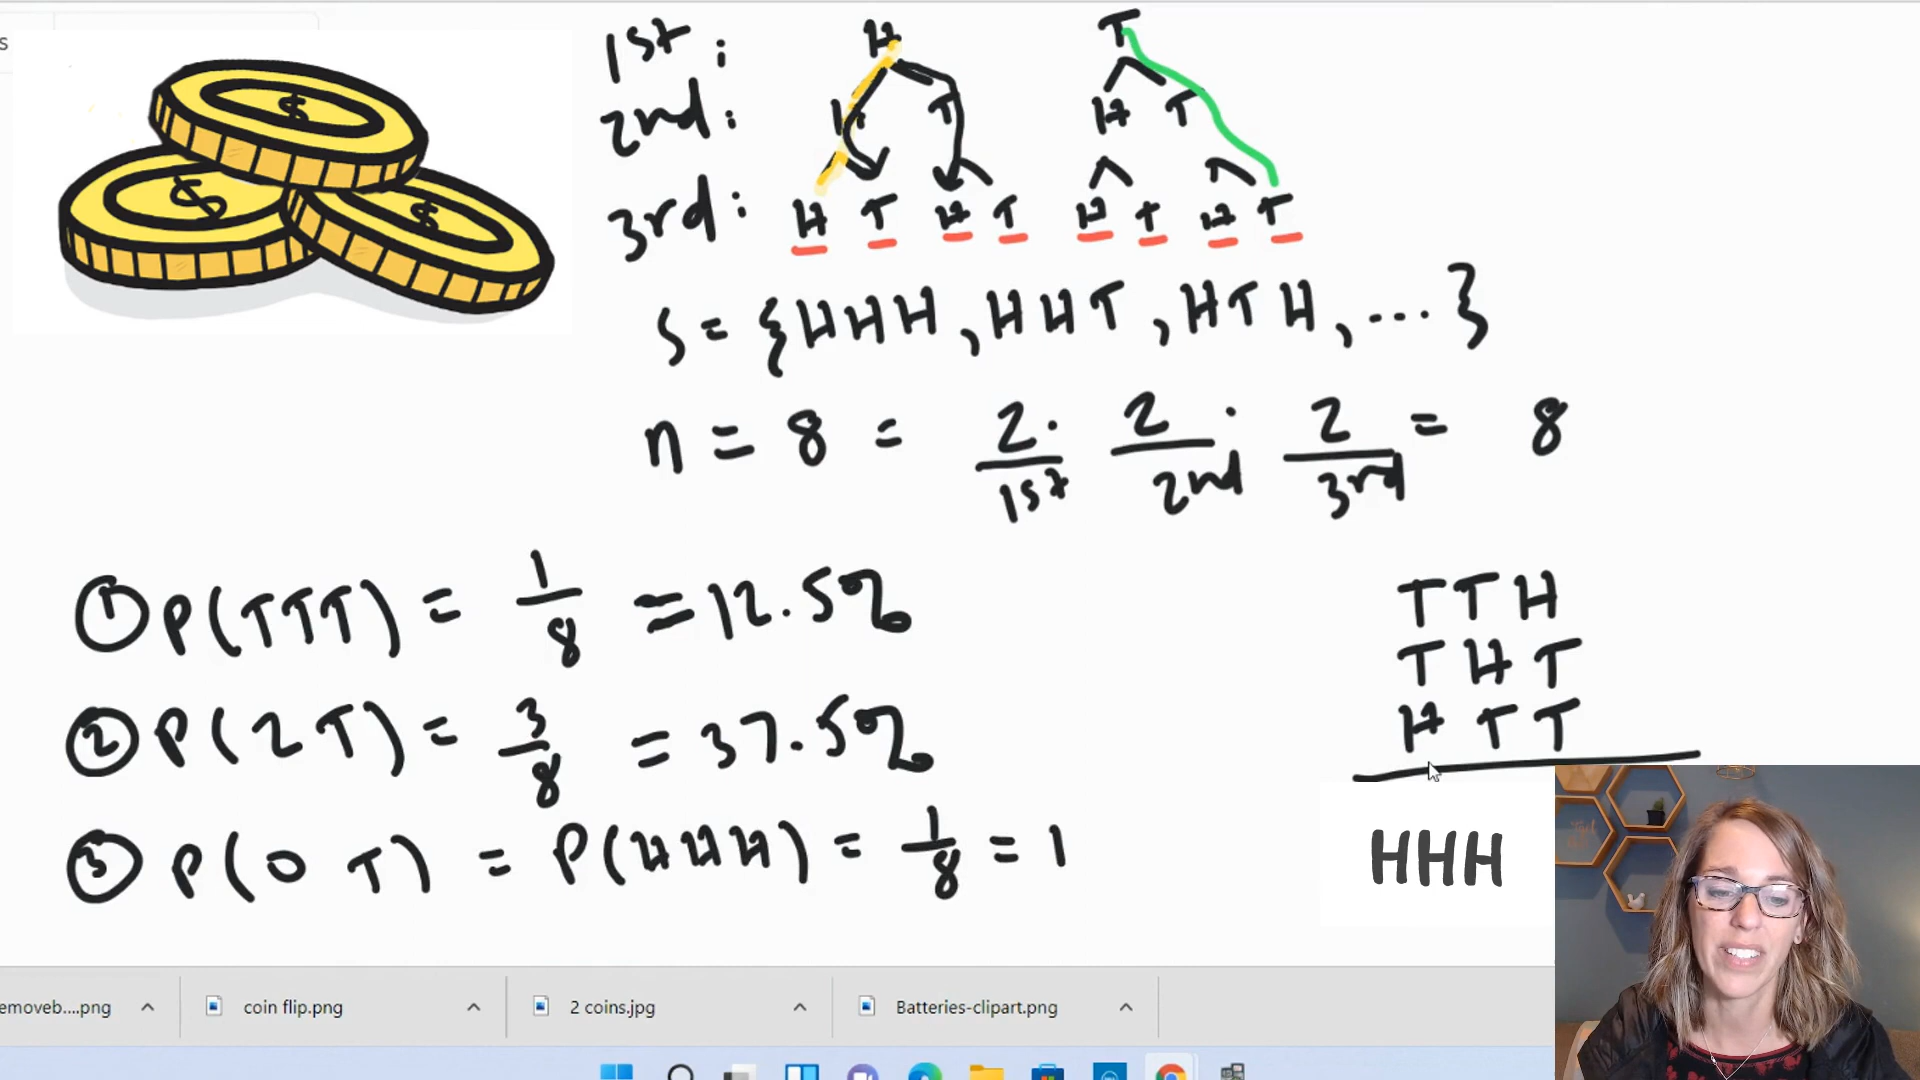 s
1st: H T
2nd: H T H T
3rd: H T H T H T H T
S = {HHH, HHT, HTH, ...}
n = 8 = 2 · 2 · 2 = 8
1st 2nd 3rd
① P(TTT) = 1/8 = 12.5%
② P(2T) = 3/8 = 37.5%
③ P(0 T) = P(HHH) = 1/8 = 1
TTH
THT
HTT
HHH
emoveb....png
coin flip.png
2 coins.jpg
Batteries-clipart.png